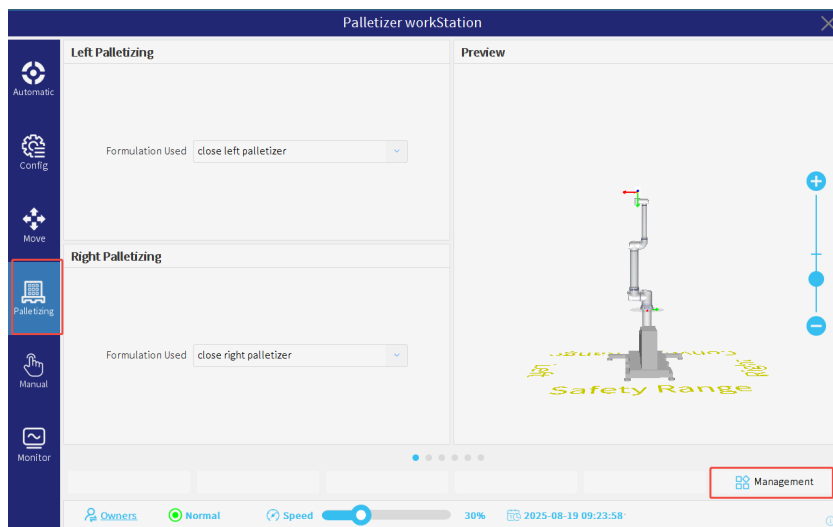 Palletizer workStation
Left Palletizing
Preview
Automatic
Formulation Used close left palletizer
Config
Move
Right Palletizing
Palletizing
Formulation Used close right palletizer
Safety Range
Manual
Monitor
Management
Owners Normal Speed 30% 2025-08-19 09:23:58